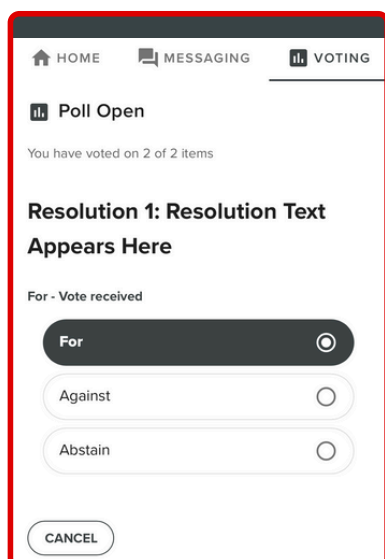 HOME MESSAGING VOTING
Poll Open
You have voted on 2 of 2 items
Resolution 1: Resolution Text
Appears Here
For - Vote received
For
Against
Abstain
CANCEL